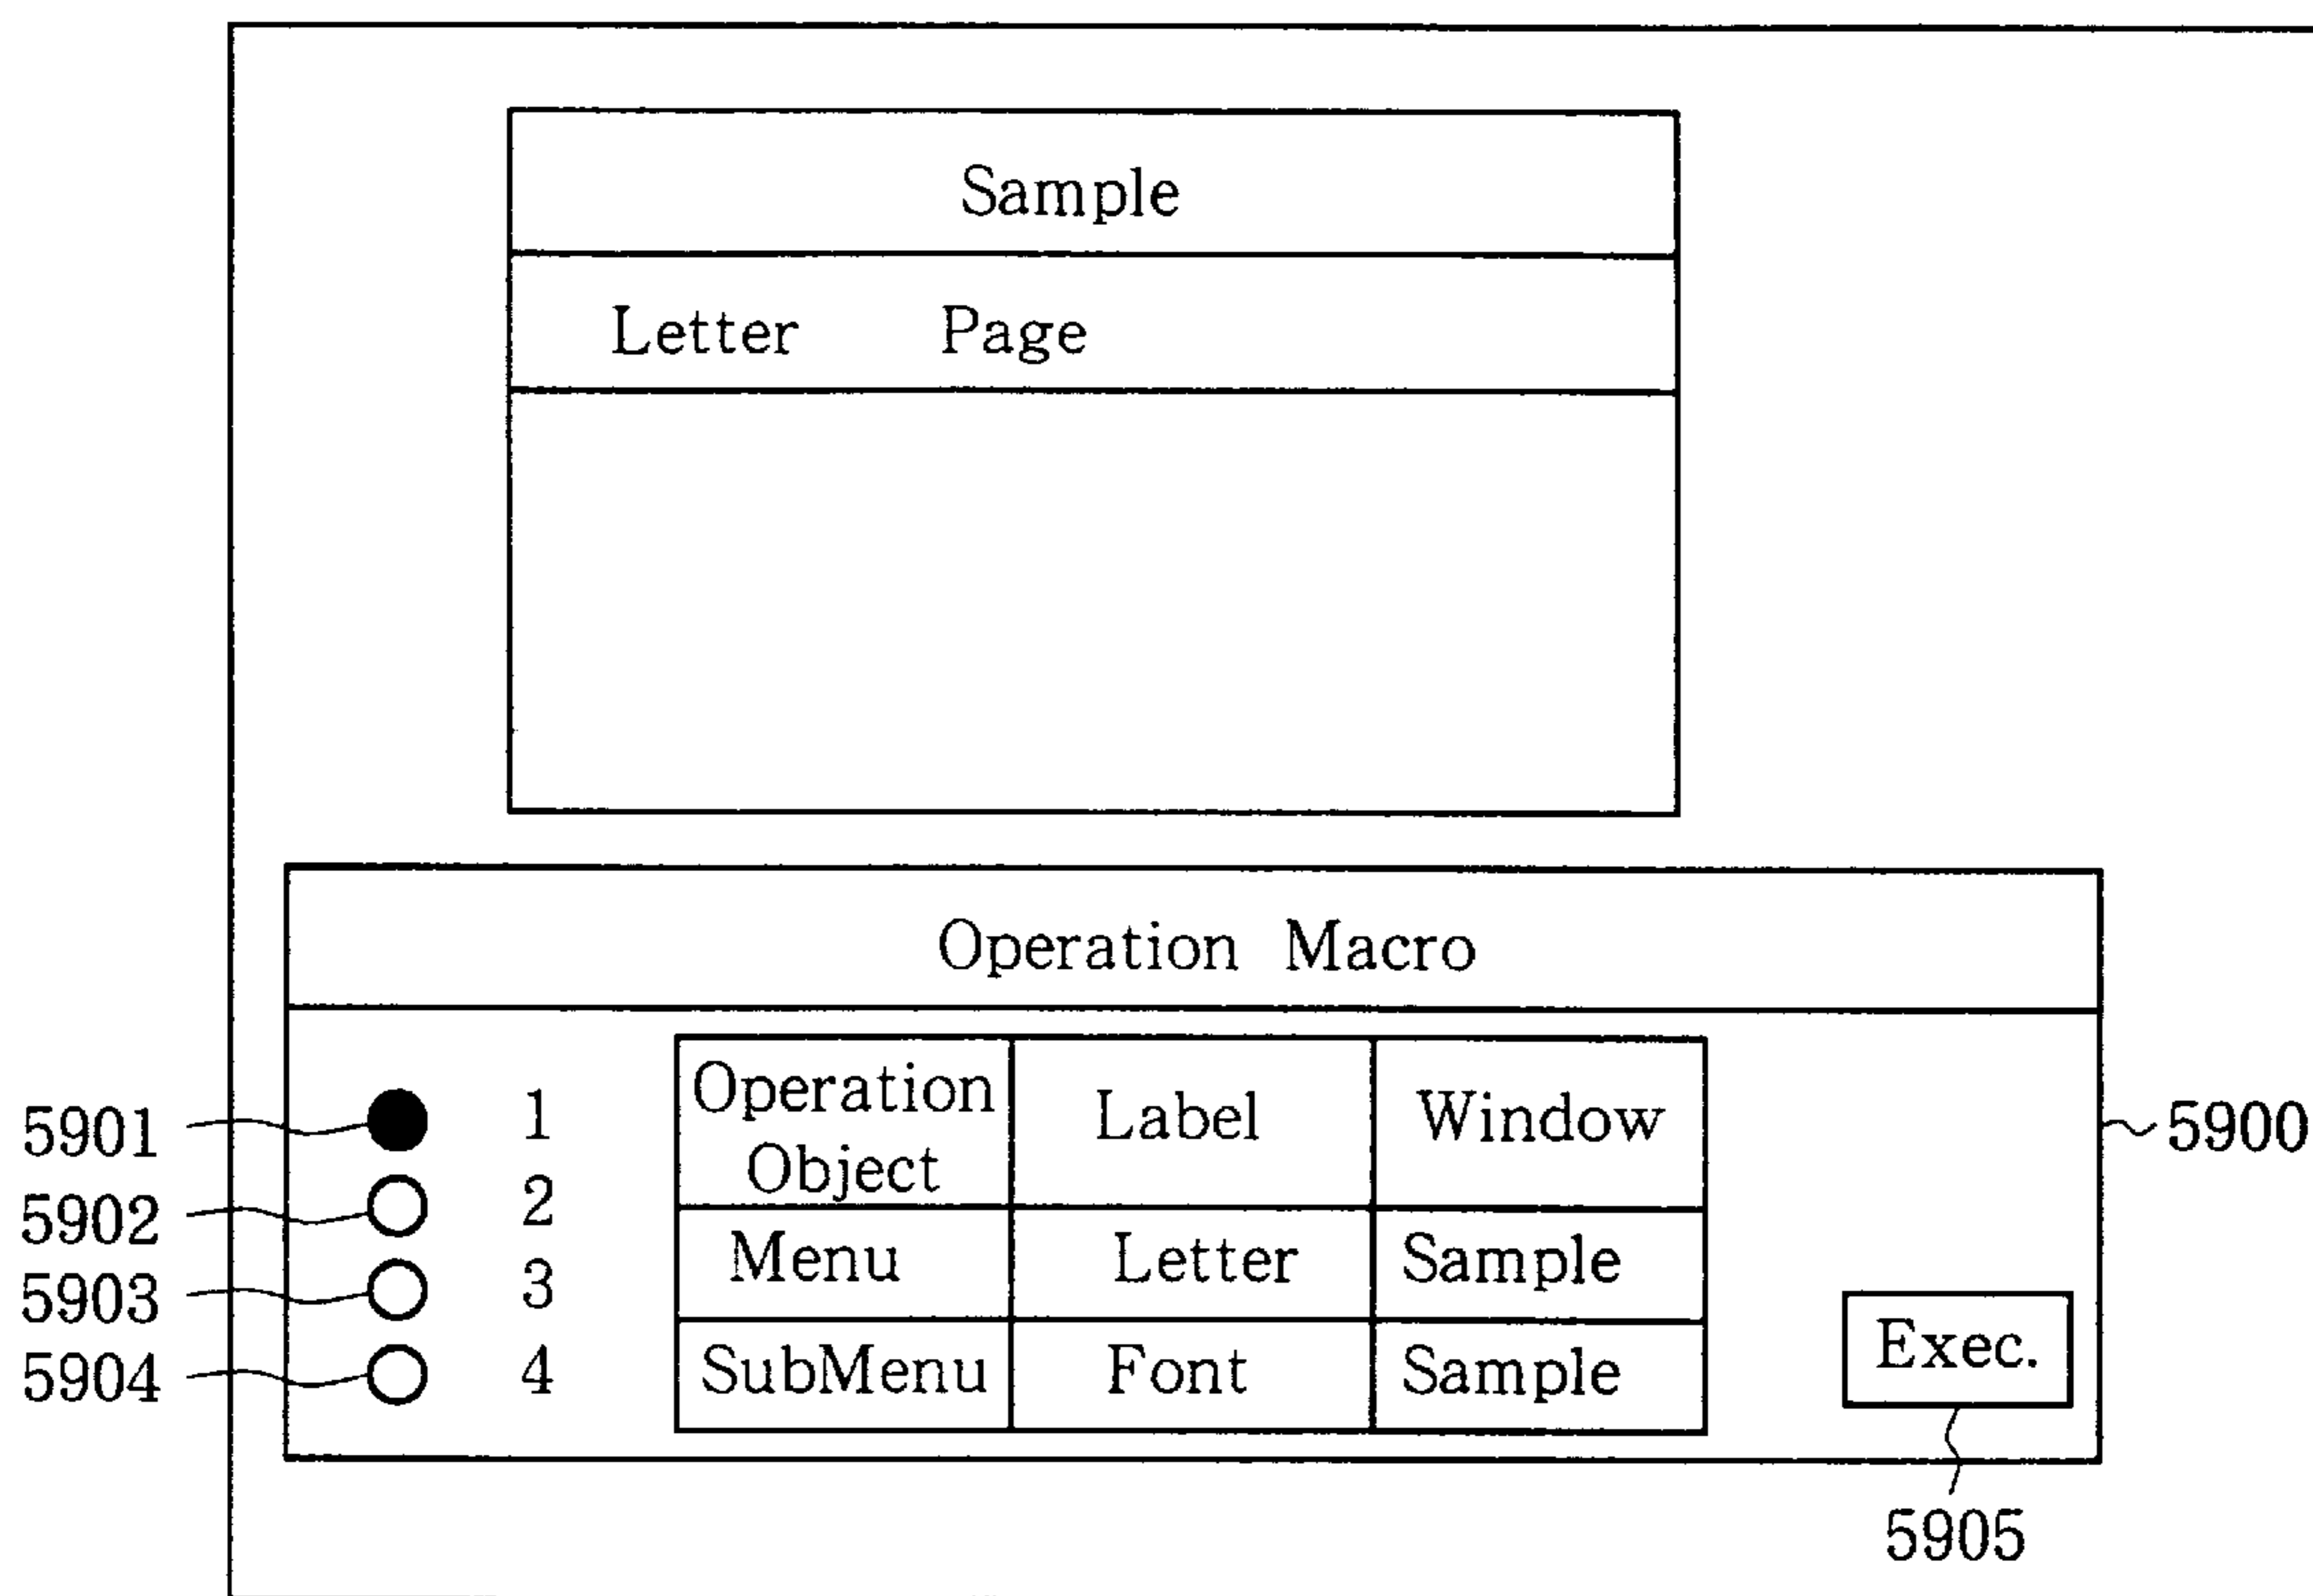 Sample
Letter Page
Operation Macro
Operation Object Label Window
Menu Letter Sample
SubMenu Font Sample
1
2
3
4
Exec.
5901
5902
5903
5904
5900
5905